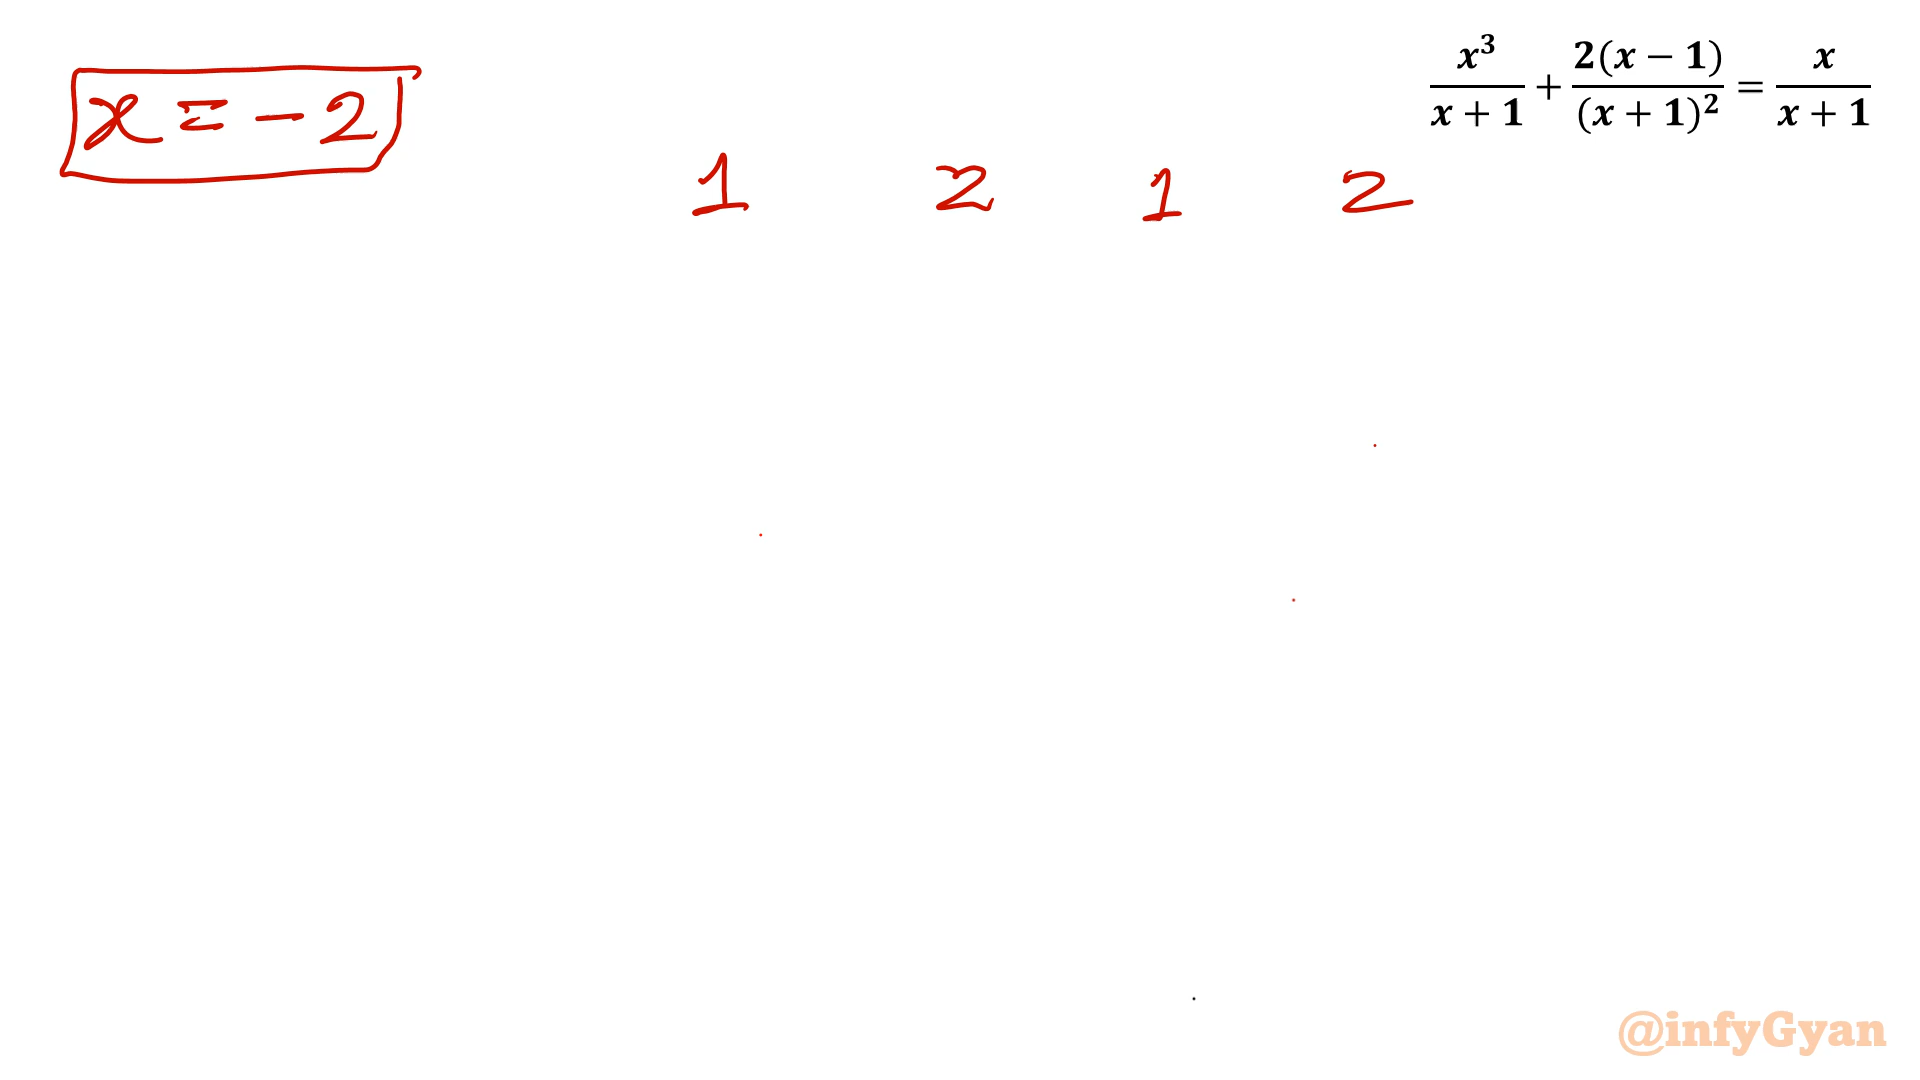 x = -2
x³/(x + 1) + 2(x − 1)/(x + 1)² = x/(x + 1)
1 2 1 2
@infyGyan